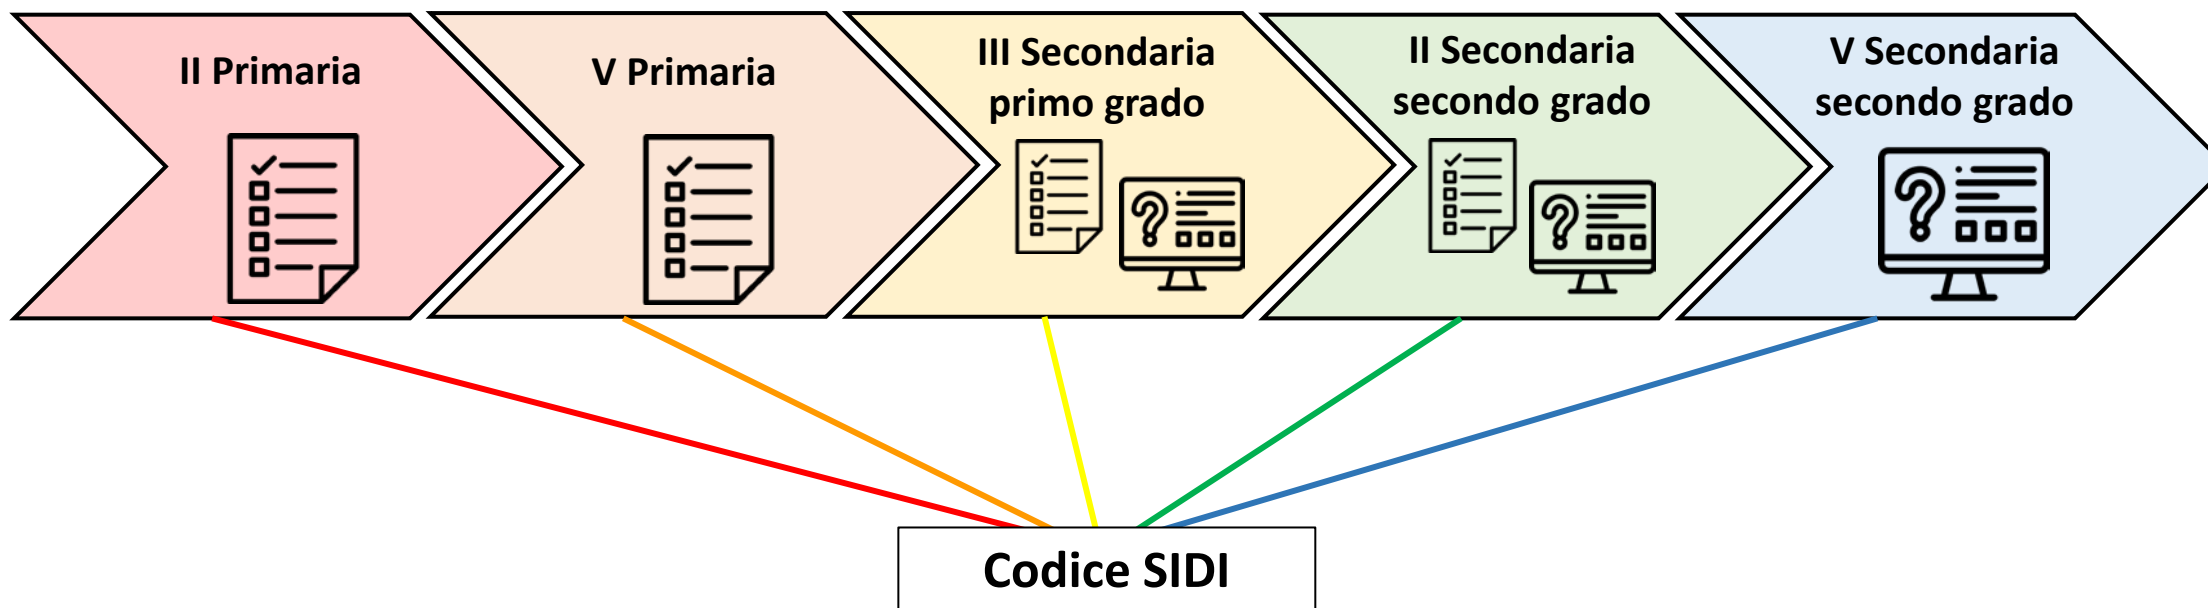 II Primaria
V Primaria
III Secondaria
primo grado
II Secondaria
secondo grado
V Secondaria
secondo grado
Codice SIDI